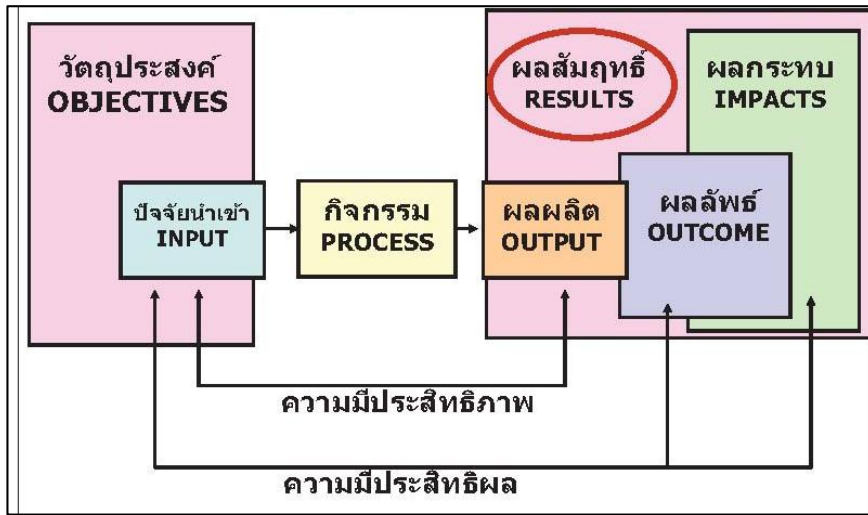 วัตถุประสงค์
OBJECTIVES
ผลสัมฤทธิ์
RESULTS
ผลกระทบ
IMPACTS
ปัจจัยนำเข้า
INPUT
กิจกรรม
PROCESS
ผลผลิต
OUTPUT
ผลลัพธ์
OUTCOME
ความมีประสิทธิภาพ
ความมีประสิทธิผล